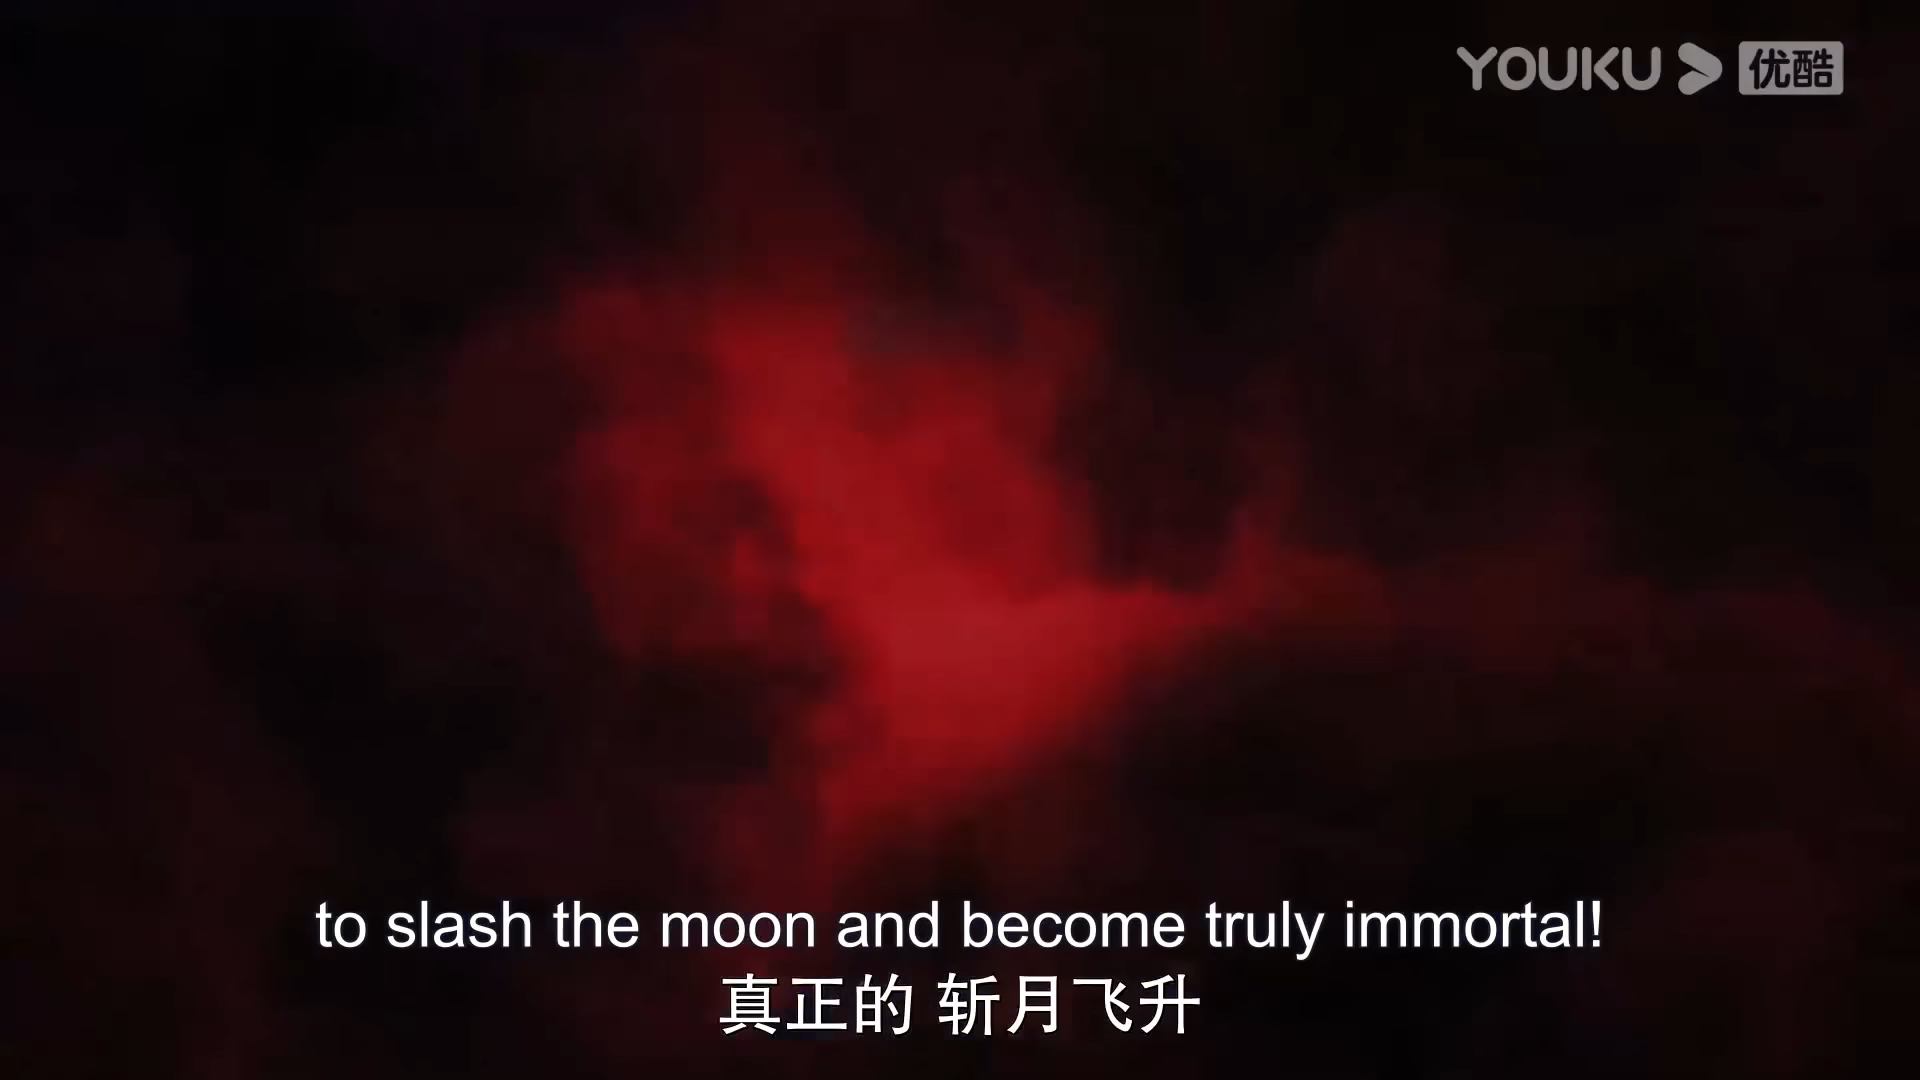 YOUKU 优酷
to slash the moon and become truly immortal!
真正的 斩月飞升